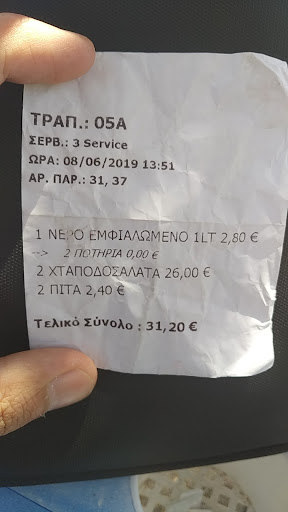 ΤΡΑΠ.: 05Α
ΣΕΡΒ.: 3 Service
ΩΡΑ: 08/06/2019 13:51
ΑΡ. ΠΑΡ.: 31, 37
1 ΝΕΡΟ ΕΜΦΙΑΛΩΜΕΝΟ 1LT 2,80 €
--> 2 ΠΟΤΗΡΙΑ 0,00 €
2 ΧΤΑΠΟΔΟΣΑΛΑΤΑ 26,00 €
2 ΠΙΤΑ 2,40 €
Τελικό Σύνολο : 31,20 €